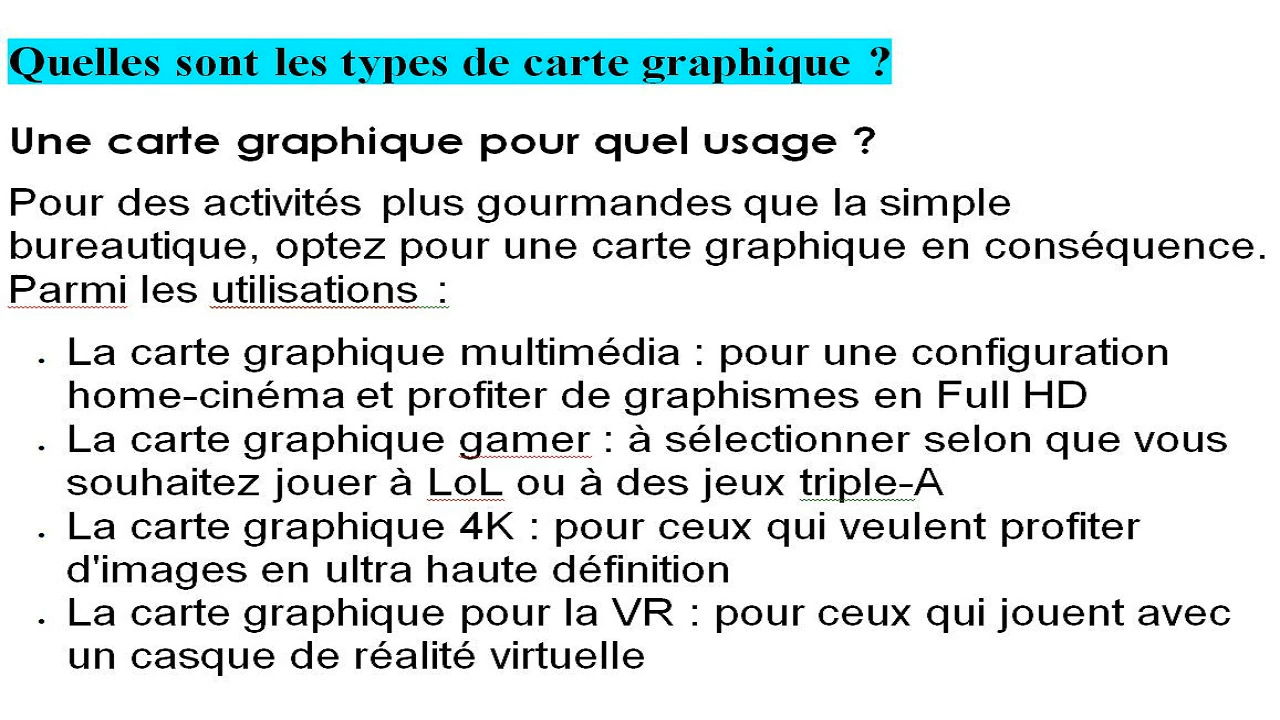 Quelles sont les types de carte graphique ?
Une carte graphique pour quel usage ?
Pour des activités plus gourmandes que la simple
bureautique, optez pour une carte graphique en conséquence.
Parmi les utilisations :
• La carte graphique multimédia : pour une configuration
home-cinéma et profiter de graphismes en Full HD
• La carte graphique gamer : à sélectionner selon que vous
souhaitez jouer à LoL ou à des jeux triple-A
• La carte graphique 4K : pour ceux qui veulent profiter
d'images en ultra haute définition
• La carte graphique pour la VR : pour ceux qui jouent avec
un casque de réalité virtuelle